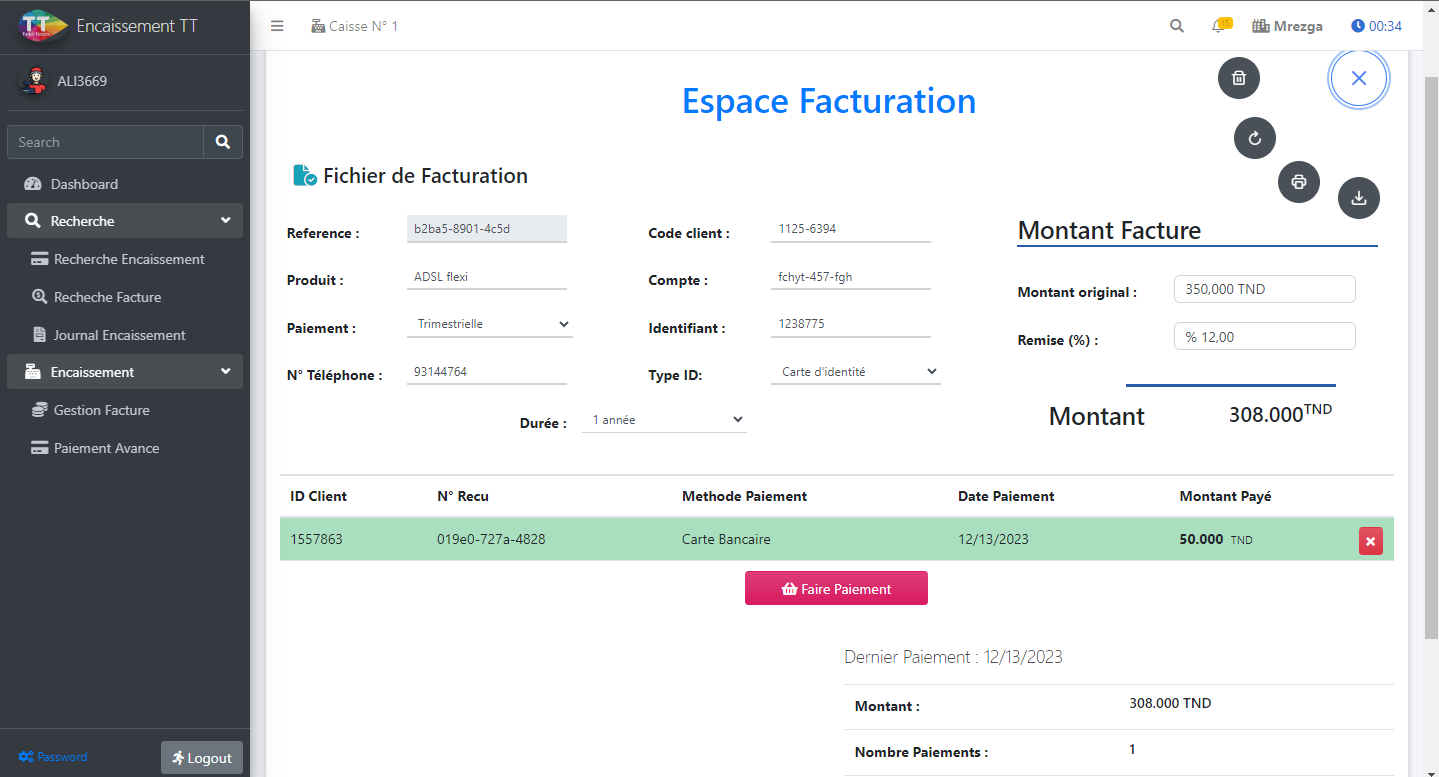 TT Encaissement TT
Caisse N° 1
15
Mrezga
00:34
ALI3669
Search
Dashboard
Recherche
Recherche Encaissement
Recheche Facture
Journal Encaissement
Encaissement
Gestion Facture
Paiement Avance
Password
Logout
Espace Facturation
Fichier de Facturation
Reference : b2ba5-8901-4c5d
Code client : 1125-6394
Produit : ADSL flexi
Compte : fchyt-457-fgh
Paiement : Trimestrielle
Identifiant : 1238775
N° Téléphone : 93144764
Type ID: Carte d'identité
Durée : 1 année
Montant Facture
Montant original : 350,000 TND
Remise (%) : % 12,00
Montant 308.000 TND
ID Client N° Recu Methode Paiement Date Paiement Montant Payé
1557863 019e0-727a-4828 Carte Bancaire 12/13/2023 50.000 TND
Faire Paiement
Dernier Paiement : 12/13/2023
Montant : 308.000 TND
Nombre Paiements : 1